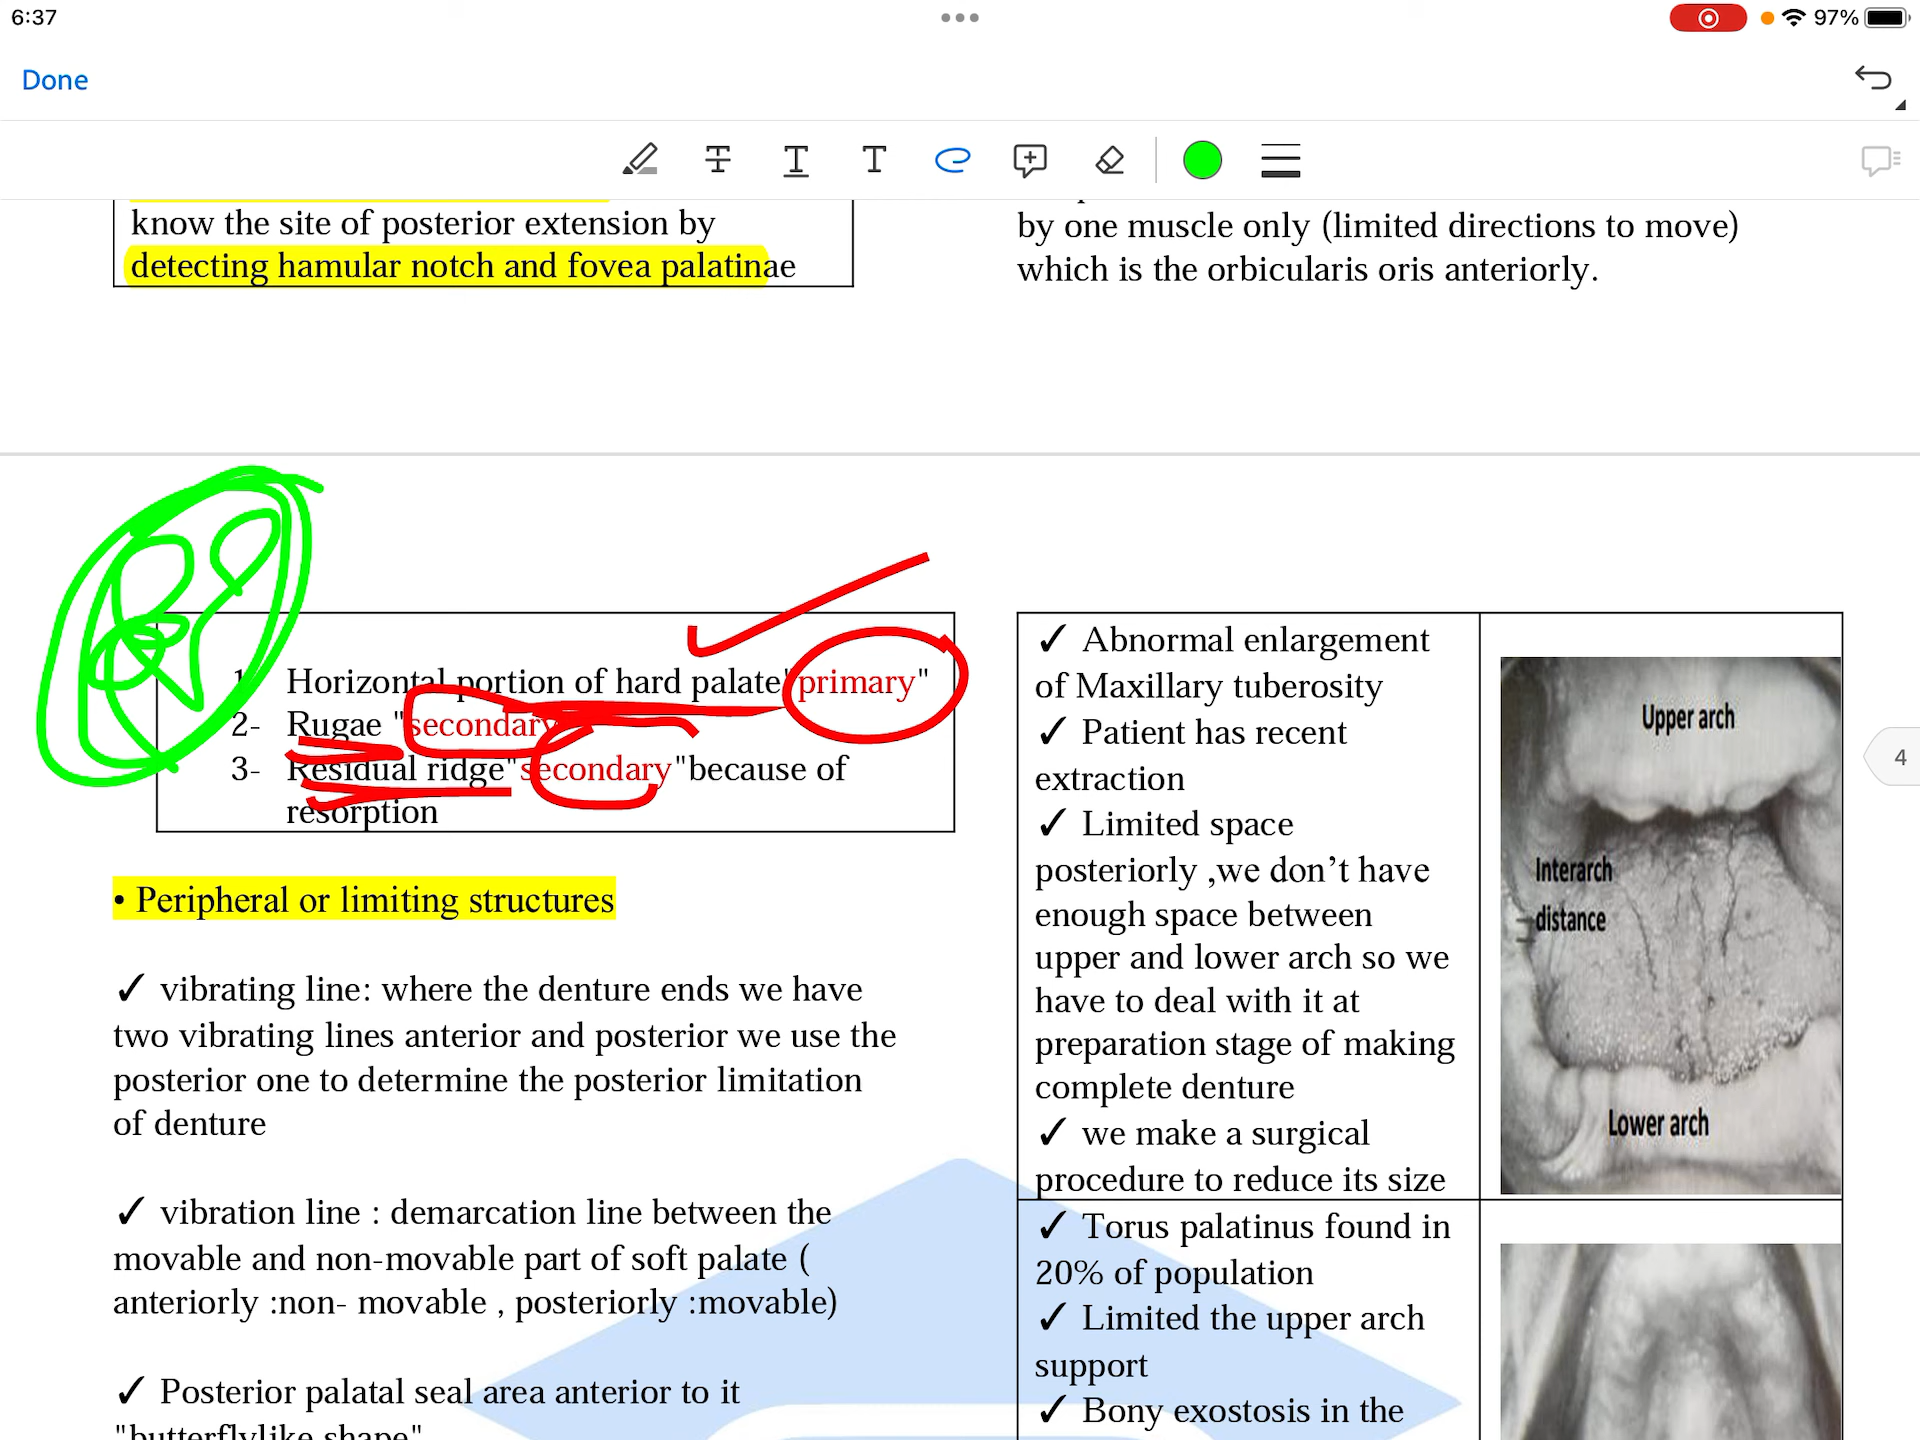 6:37
97%
Done
know the site of posterior extension by
detecting hamular notch and fovea palatinae
by one muscle only (limited directions to move)
which is the orbicularis oris anteriorly.
Horizontal portion of hard palate" primary"
2- Rugae "secondary
3- Residual ridge"secondary"because of
resorption
• Peripheral or limiting structures
✓ vibrating line: where the denture ends we have
two vibrating lines anterior and posterior we use the
posterior one to determine the posterior limitation
of denture
✓ vibration line : demarcation line between the
movable and non-movable part of soft palate (
anteriorly :non- movable , posteriorly :movable)
✓ Posterior palatal seal area anterior to it
"butterflylike shape"
✓ Abnormal enlargement
of Maxillary tuberosity
✓ Patient has recent
extraction
✓ Limited space
posteriorly ,we don't have
enough space between
upper and lower arch so we
have to deal with it at
preparation stage of making
complete denture
✓ we make a surgical
procedure to reduce its size
Upper arch
Interarch
distance
Lower arch
✓ Torus palatinus found in
20% of population
✓ Limited the upper arch
support
✓ Bony exostosis in the
4